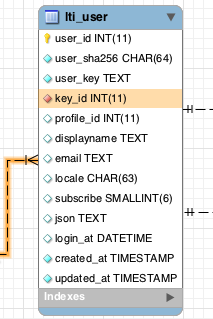 lti_user
user_id INT(11)
user_sha256 CHAR(64)
user_key TEXT
key_id INT(11)
profile_id INT(11)
displayname TEXT
email TEXT
locale CHAR(63)
subscribe SMALLINT(6)
json TEXT
login_at DATETIME
created_at TIMESTAMP
updated_at TIMESTAMP
Indexes